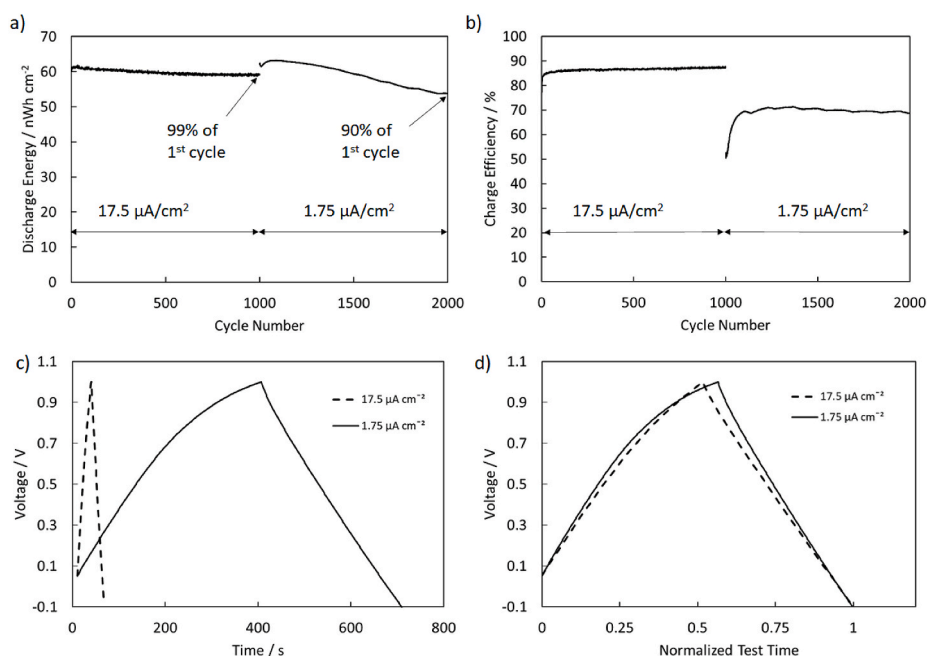 a)
70
60
50
40
30
20
10
0
Discharge Energy / nWh cm⁻²
99% of
1st cycle
90% of
1st cycle
17.5 µA/cm²
1.75 µA/cm²
0 500 1000 1500 2000
Cycle Number
b)
100
90
80
70
60
50
40
30
20
10
0
Charge Efficiency / %
17.5 µA/cm²
1.75 µA/cm²
0 500 1000 1500 2000
Cycle Number
c)
1.1
0.9
0.7
0.5
0.3
0.1
-0.1
Voltage / V
17.5 µA cm⁻²
1.75 µA cm⁻²
0 200 400 600 800
Time / s
d)
1.1
0.9
0.7
0.5
0.3
0.1
-0.1
Voltage / V
17.5 µA cm⁻²
1.75 µA cm⁻²
0 0.25 0.5 0.75 1
Normalized Test Time